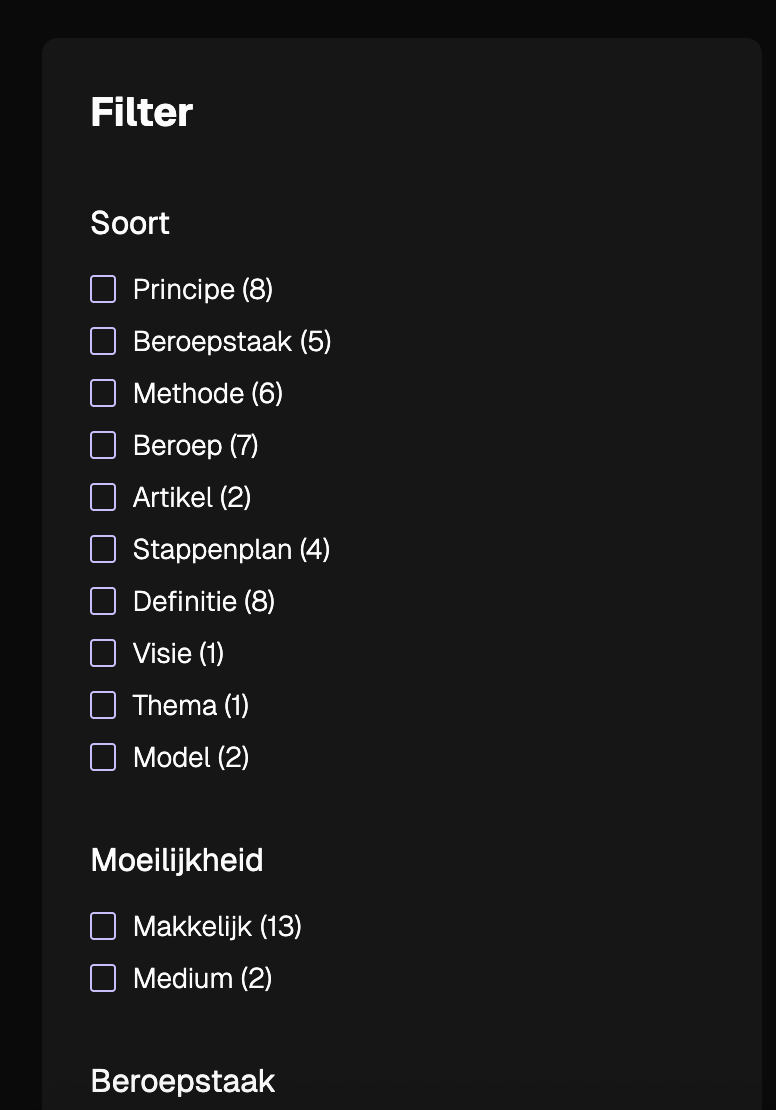 Filter
Soort
Principe (8)
Beroepstaak (5)
Methode (6)
Beroep (7)
Artikel (2)
Stappenplan (4)
Definitie (8)
Visie (1)
Thema (1)
Model (2)
Moeilijkheid
Makkelijk (13)
Medium (2)
Beroepstaak